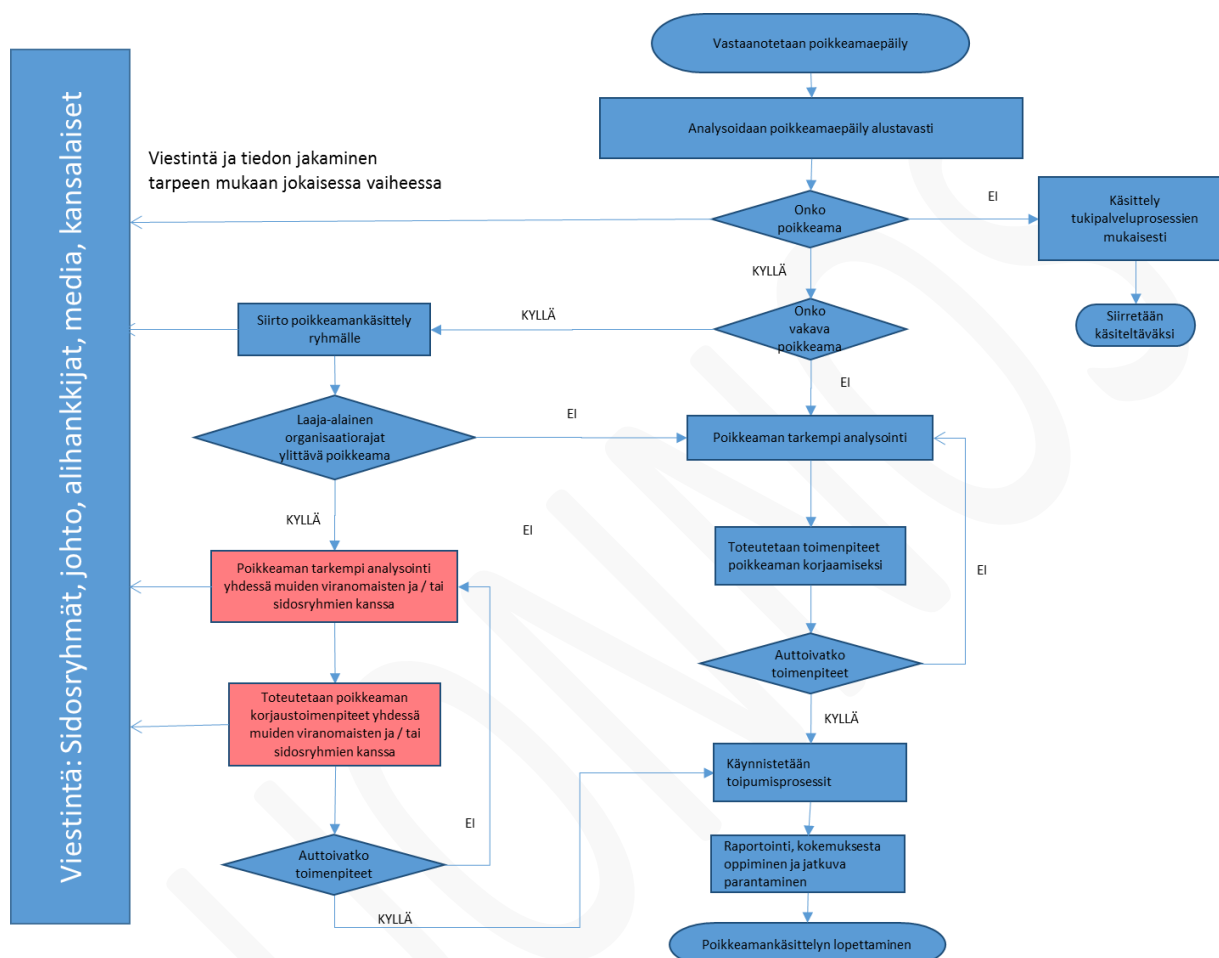 Vastaanotetaan poikkeamaepäily
Analysoidaan poikkeamaepäily alustavasti
Viestintä: Sidosryhmät, johto, alihankkijat, media, kansalaiset
Viestintä ja tiedon jakaminen
tarpeen mukaan jokaisessa vaiheessa
Onko
poikkeama
EI
Käsittely
tukipalveluprosessien
mukaisesti
KYLLÄ
Siirretään
käsiteltäväksi
Onko
vakava
poikkeama
KYLLÄ
Siirto poikkeamankäsittely
ryhmälle
EI
Laaja-alainen
organisaatiorajat
ylittävä poikkeama
EI
Poikkeaman tarkempi analysointi
KYLLÄ
EI
Poikkeaman tarkempi analysointi
yhdessä muiden viranomaisten ja / tai
sidosryhmien kanssa
Toteutetaan toimenpiteet
poikkeaman korjaamiseksi
EI
Auttoivatko
toimenpiteet
Toteutetaan poikkeaman
korjaustoimenpiteet yhdessä
muiden viranomaisten ja / tai
sidosryhmien kanssa
KYLLÄ
Käynnistetään
toipumisprosessit
EI
Auttoivatko
toimenpiteet
KYLLÄ
Raportointi, kokemuksesta
oppiminen ja jatkuva
parantaminen
Poikkeamankäsittelyn lopettaminen